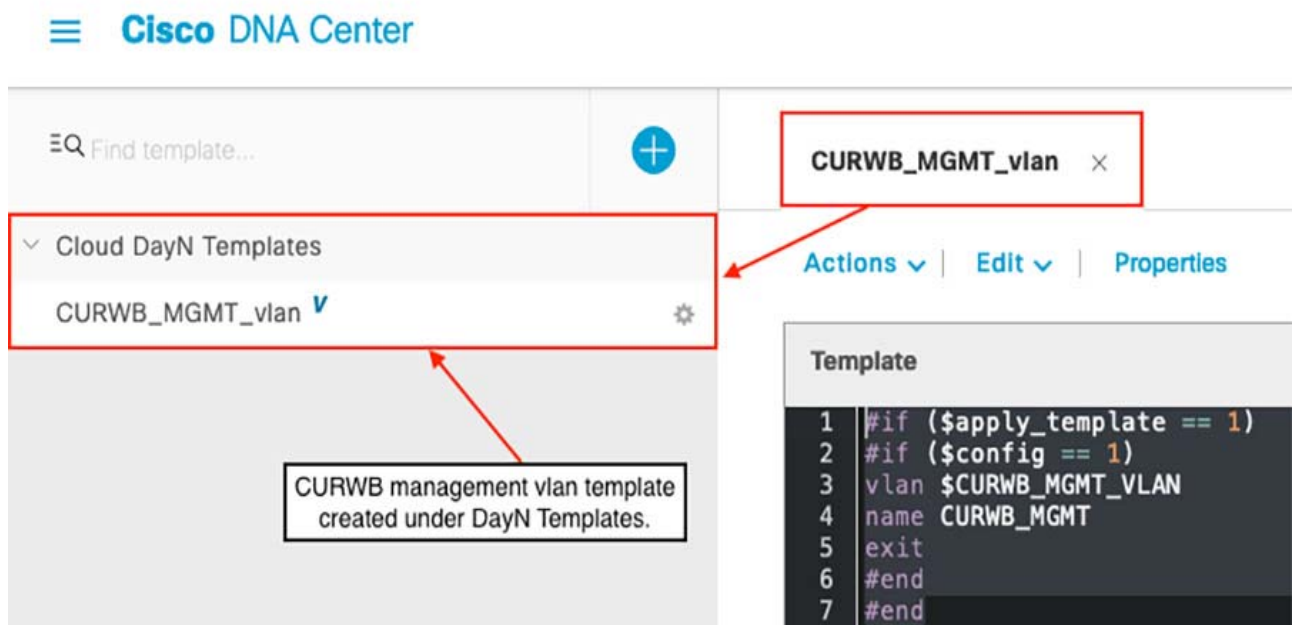 Cisco DNA Center
Find template...
Cloud DayN Templates
CURWB_MGMT_vlan V
CURWB management vlan template
created under DayN Templates.
CURWB_MGMT_vlan ×
Actions | Edit | Properties
Template
1 #if ($apply_template == 1)
2 #if ($config == 1)
3 vlan $CURWB_MGMT_VLAN
4 name CURWB_MGMT
5 exit
6 #end
7 #end